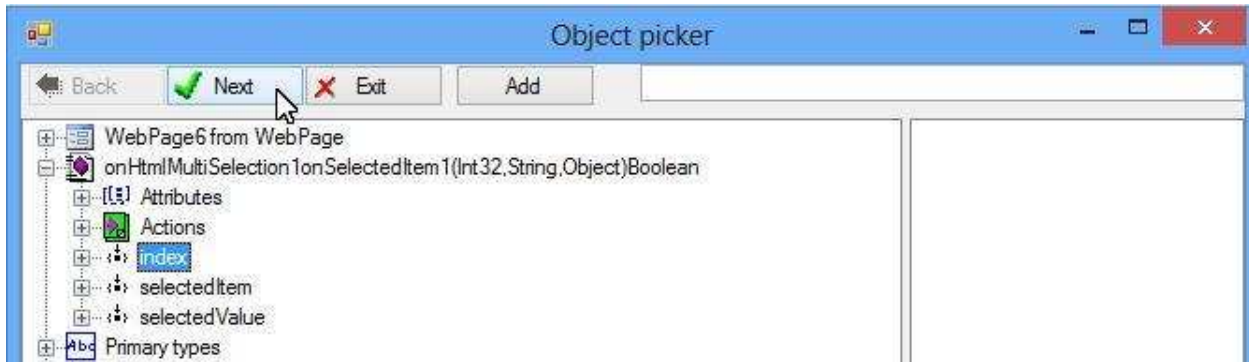 Object picker
Back Next Exit Add
WebPage6 from WebPage
onHtmlMultiSelection1onSelectedItem1(Int32,String,Object)Boolean
Attributes
Actions
index
selectedItem
selectedValue
Abc Primary types